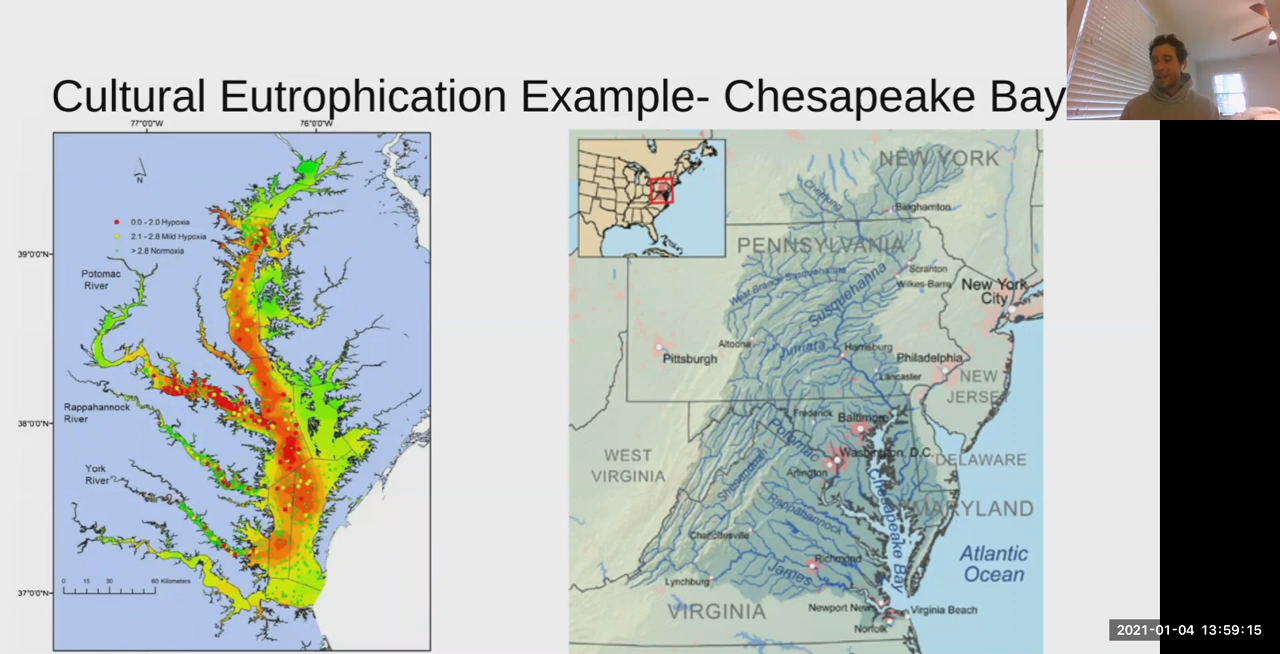 Cultural Eutrophication Example- Chesapeake Bay
77°0'0"W
76°0'0"W
N
0.0 - 2.0 Hypoxia
2.1 - 2.8 Mild Hypoxia
> 2.8 Normoxia
39°0'0"N
Potomac
River
38°0'0"N
Rappahannock
River
York
River
0 15 30 60 Kilometers
37°0'0"N
NEW YORK
Chemung
Binghamton
PENNSYLVANIA
Scranton
West Branch Susquehanna
Wilkes-Barre
Susquehanna
New York
City
Altoona
Juniata
Harrisburg
Pittsburgh
Philadelphia
Lancaster
NEW
JERSEY
Frederick
Baltimore
Potomac
WEST
VIRGINIA
Washington, D.C.
DELAWARE
Arlington
Shenandoah
Chesapeake Bay
Rappahannock
MARYLAND
Charlottesville
Richmond
Atlantic
Ocean
James
Lynchburg
VIRGINIA
Newport News
Virginia Beach
Norfolk
2021-01-04 13:59:15